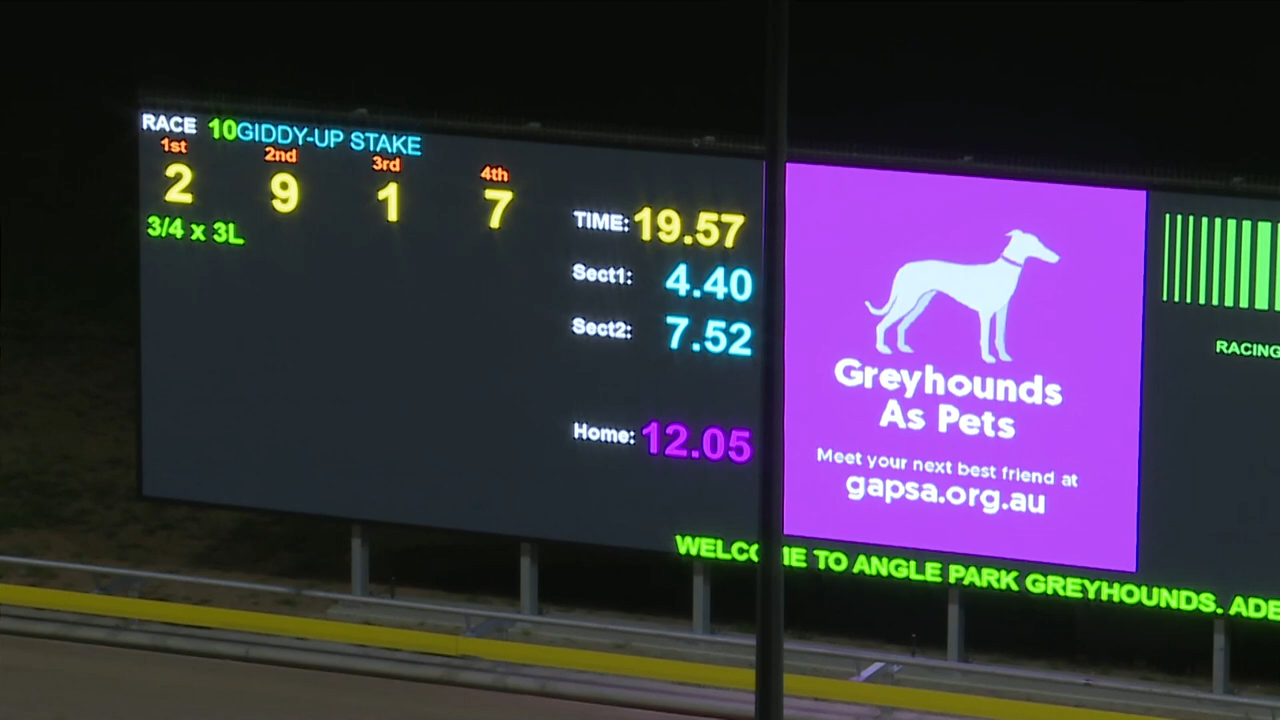 RACE 10GIDDY-UP STAKE
1st 2nd 3rd 4th
2 9 1 7
3/4 x 3L
TIME: 19.57
Sect1: 4.40
Sect2: 7.52
Home: 12.05
Greyhounds
As Pets
Meet your next best friend at
gapsa.org.au
RACING
WELCOME TO ANGLE PARK GREYHOUNDS. ADE